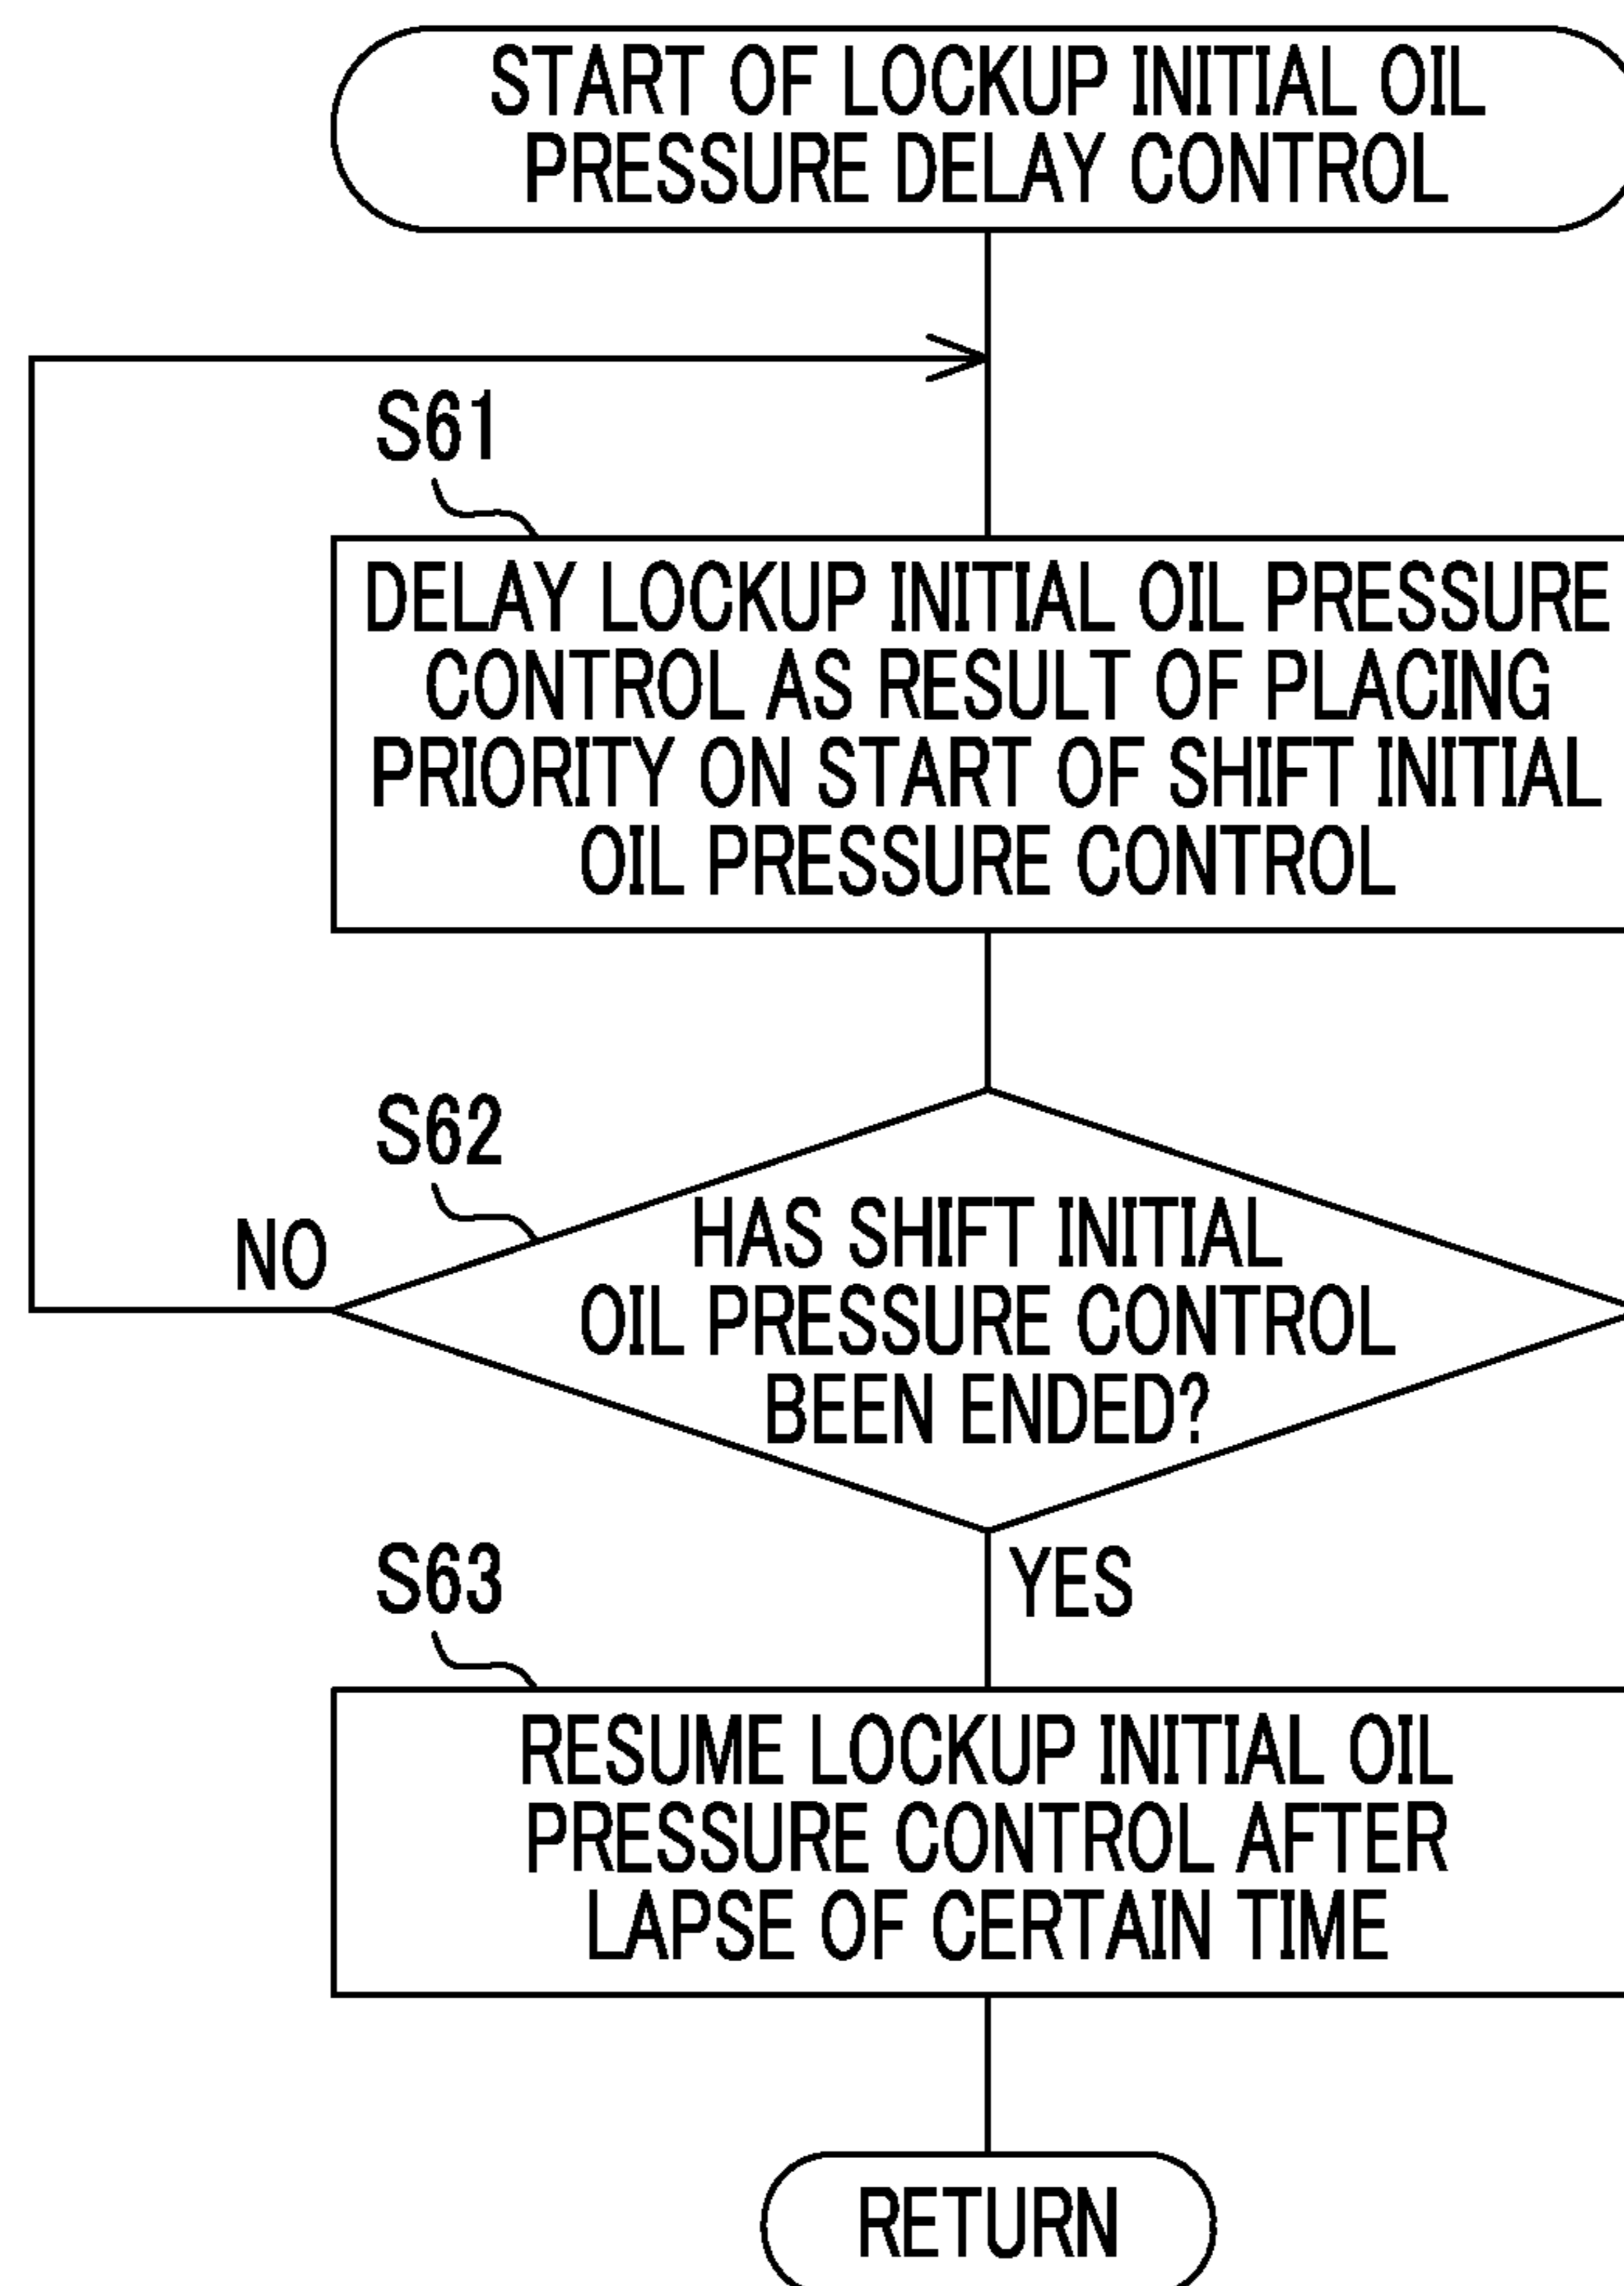 START OF LOCKUP INITIAL OIL
PRESSURE DELAY CONTROL
S61
DELAY LOCKUP INITIAL OIL PRESSURE
CONTROL AS RESULT OF PLACING
PRIORITY ON START OF SHIFT INITIAL
OIL PRESSURE CONTROL
S62
NO
HAS SHIFT INITIAL
OIL PRESSURE CONTROL
BEEN ENDED?
YES
S63
RESUME LOCKUP INITIAL OIL
PRESSURE CONTROL AFTER
LAPSE OF CERTAIN TIME
RETURN